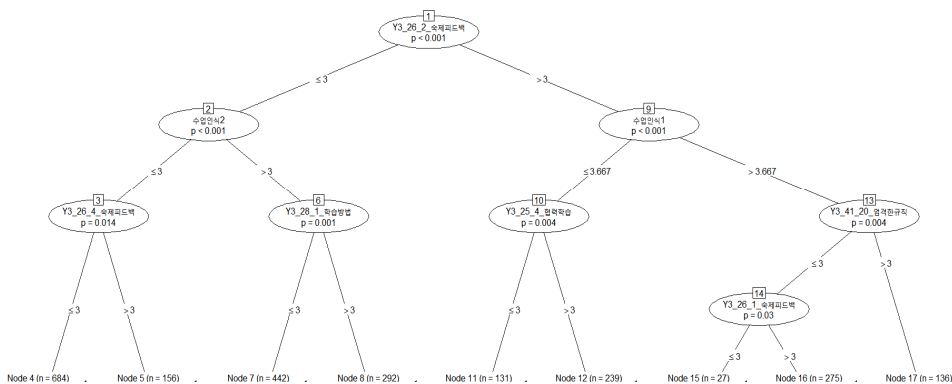 1
Y3_26_2_숙제피드백
p < 0.001
≤ 3
> 3
2
수업인식2
p < 0.001
9
수업인식1
p < 0.001
≤ 3
> 3
≤ 3.667
> 3.667
3
Y3_26_4_숙제피드백
p = 0.014
6
Y3_28_1_학습방법
p = 0.001
10
Y3_25_4_협력학습
p = 0.004
13
Y3_41_20_엄격한규칙
p = 0.004
≤ 3
> 3
14
Y3_26_1_숙제피드백
p = 0.03
≤ 3
> 3
≤ 3
> 3
≤ 3
> 3
≤ 3
> 3
Node 4 (n = 684)
Node 5 (n = 156)
Node 7 (n = 442)
Node 8 (n = 292)
Node 11 (n = 131)
Node 12 (n = 239)
Node 15 (n = 27)
Node 16 (n = 275)
Node 17 (n = 136)